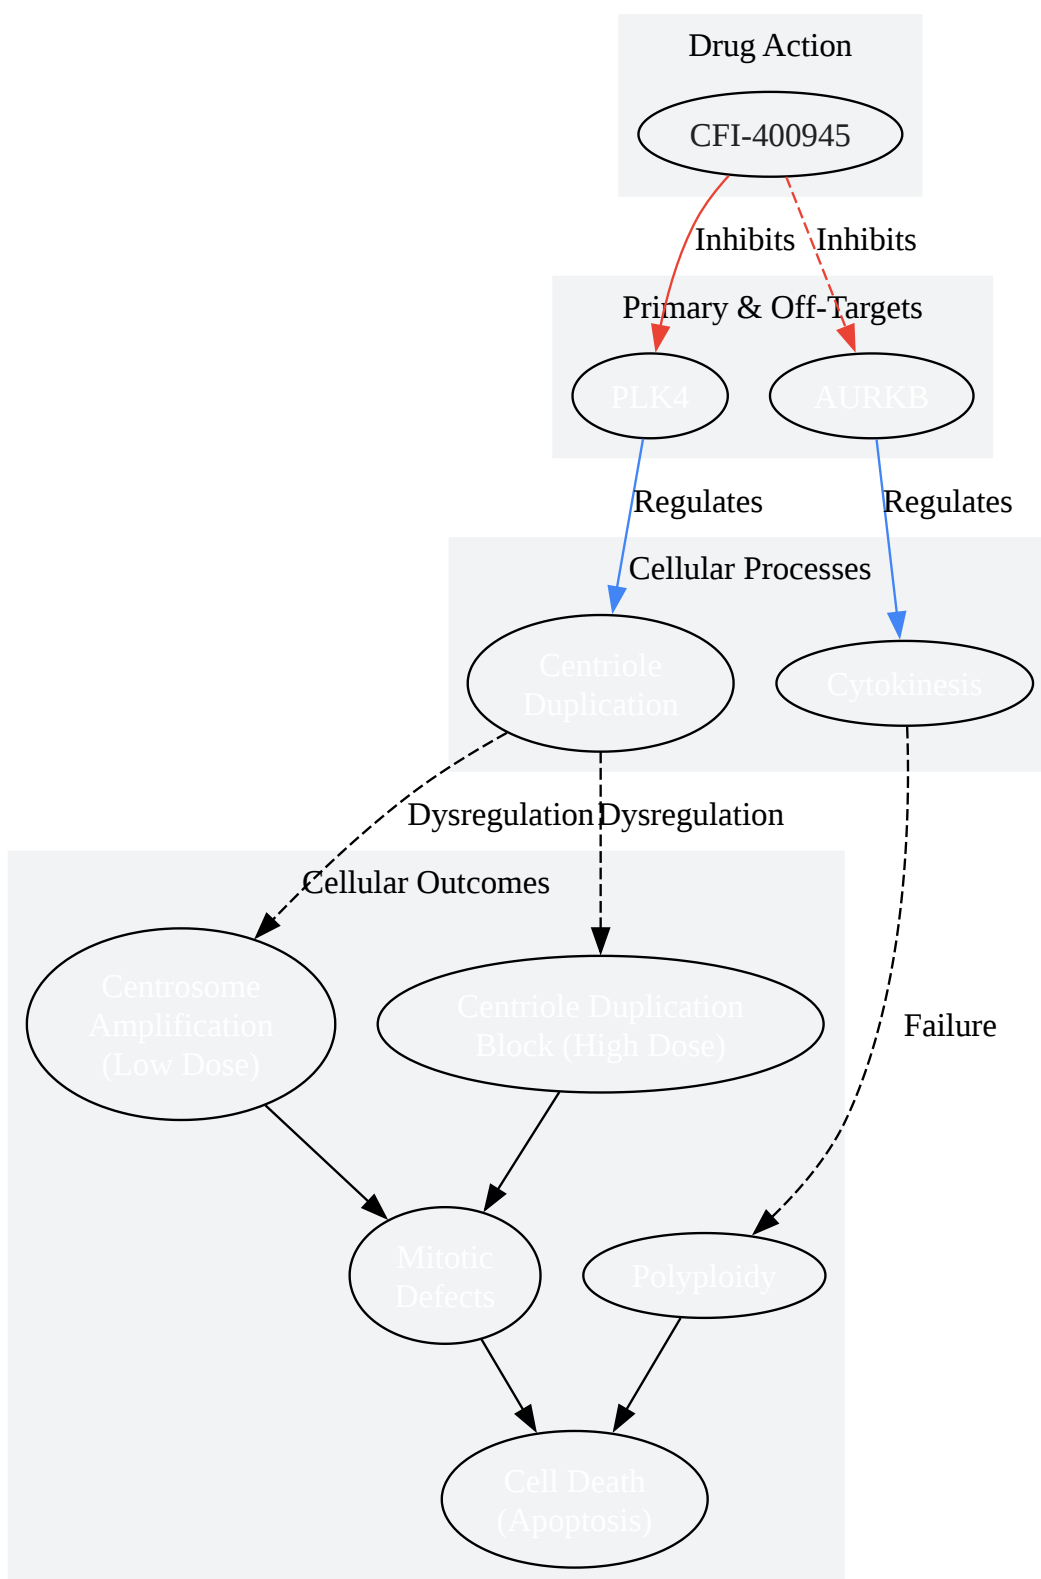 Drug Action
CFI-400945
Inhibits
Inhibits
Primary & Off-Targets
PLK4
AURKB
Regulates
Regulates
Cellular Processes
Centriole
Duplication
Cytokinesis
Dysregulation
Dysregulation
Cellular Outcomes
Centrosome
Amplification
(Low Dose)
Centriole Duplication
Block (High Dose)
Failure
Mitotic
Defects
Polyploidy
Cell Death
(Apoptosis)